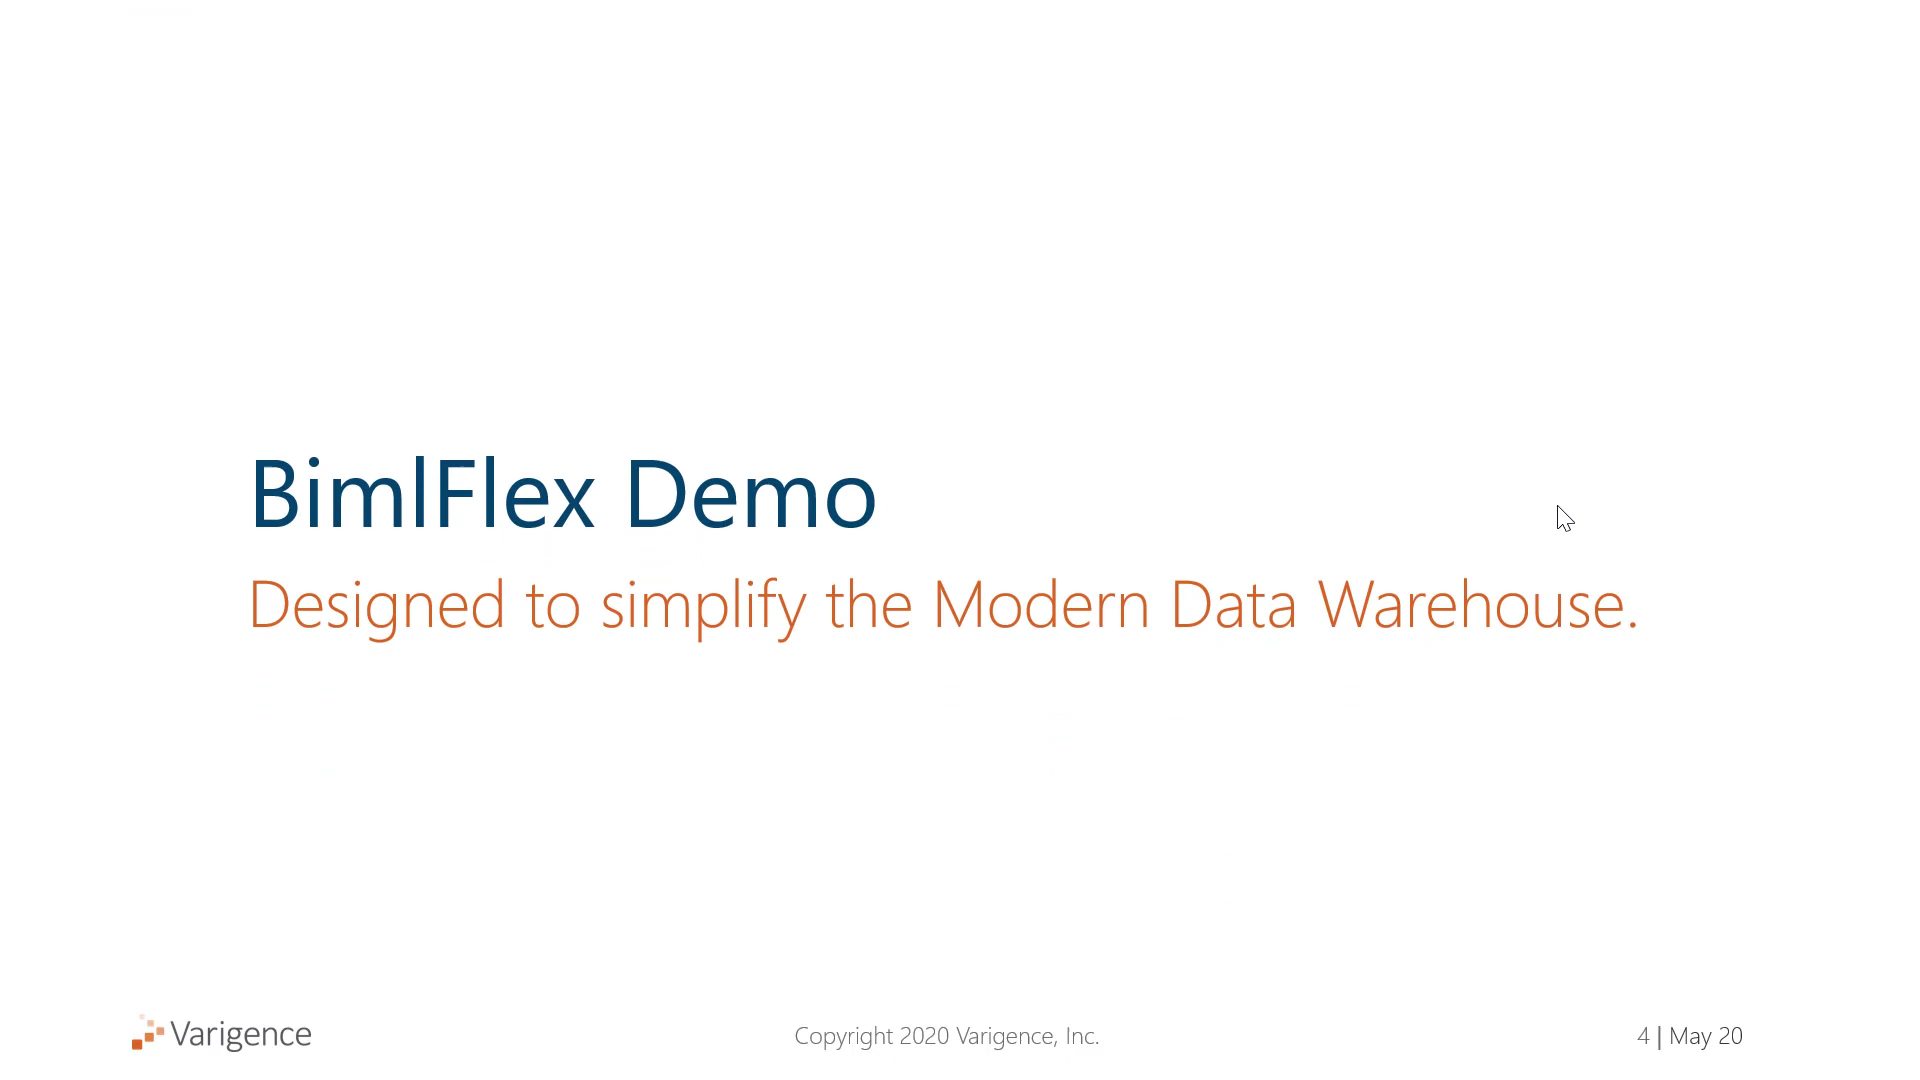 BimlFlex Demo
Designed to simplify the Modern Data Warehouse.
Varigence
Copyright 2020 Varigence, Inc.
4 | May 20